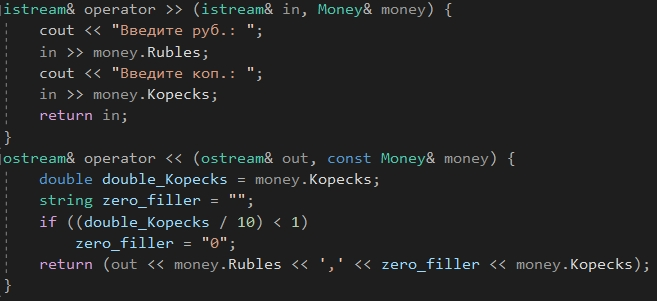 istream& operator >> (istream& in, Money& money) {
cout << "Введите руб.: ";
in >> money.Rubles;
cout << "Введите коп.: ";
in >> money.Kopecks;
return in;
}
ostream& operator << (ostream& out, const Money& money) {
double double_Kopecks = money.Kopecks;
string zero_filler = "";
if ((double_Kopecks / 10) < 1)
zero_filler = "0";
return (out << money.Rubles << ',' << zero_filler << money.Kopecks);
}